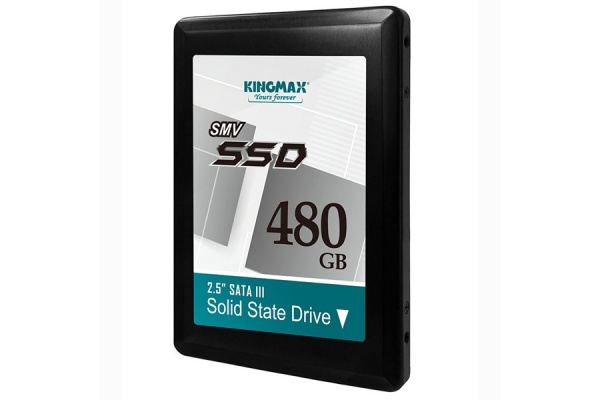 KINGMAX®
Yours forever
SMV
SSD
480
GB
2.5" SATA III
Solid State Drive